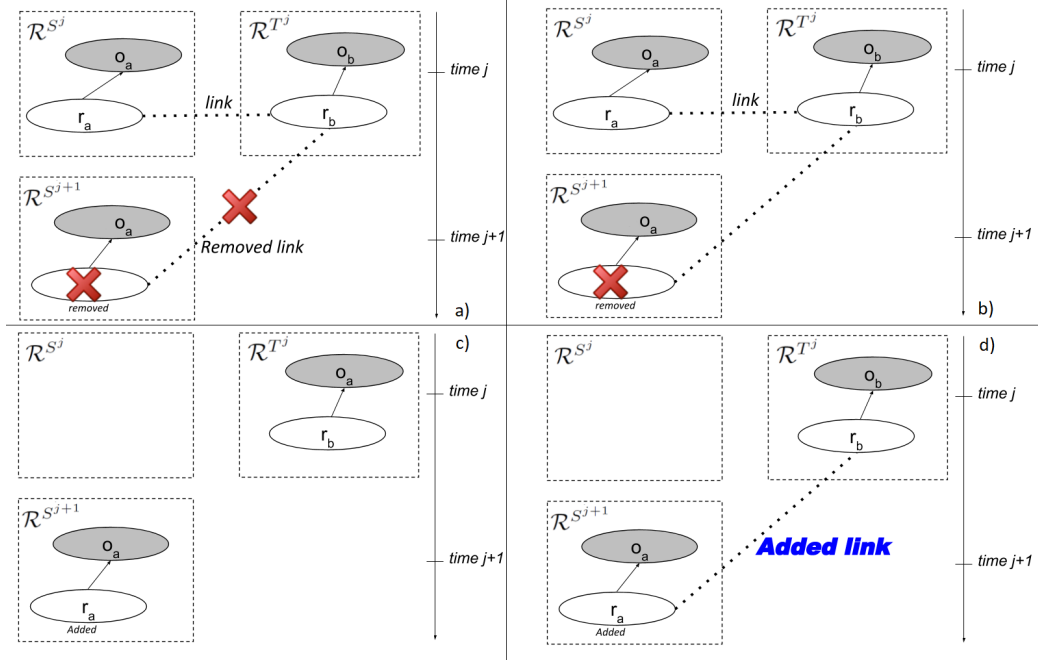 R^{S^j}
o_a
r_a
link
R^{T^j}
o_b
r_b
time j
R^{S^{j+1}}
o_a
removed
Removed link
time j+1
a)
R^{S^j}
o_a
r_a
link
R^{T^j}
o_b
r_b
time j
R^{S^{j+1}}
o_a
removed
time j+1
b)
c)
R^{S^j}
R^{T^j}
o_a
r_b
time j
R^{S^{j+1}}
o_a
r_a
Added
time j+1
d)
R^{S^j}
R^{T^j}
o_b
r_b
time j
R^{S^{j+1}}
o_a
r_a
Added
Added link
time j+1